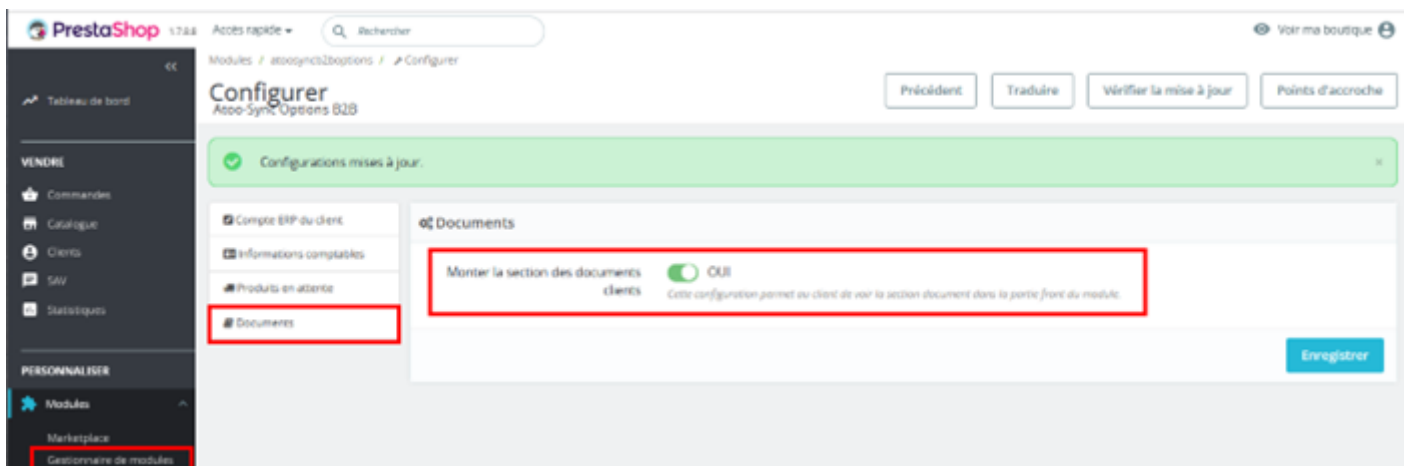 PrestaShop 1.7.8.8 Accès rapide Rechercher Voir ma boutique
Modules / atoosyncb2boptions / Configurer
Configurer
Atoo-Sync Options B2B
Précédent Traduire Vérifier la mise à jour Points d'accroche
Tableau de bord
VENDRE
Commandes
Catalogue
Clients
SAV
Statistiques
PERSONNALISER
Modules
Marketplace
Gestionnaire de modules
Configurations mises à jour.
Compte ERP du client
Informations comptables
Produits en attente
Documents
Documents
Monter la section des documents
clients
OUI
Cette configuration permet au client de voir la section document dans la partie front du module.
Enregistrer